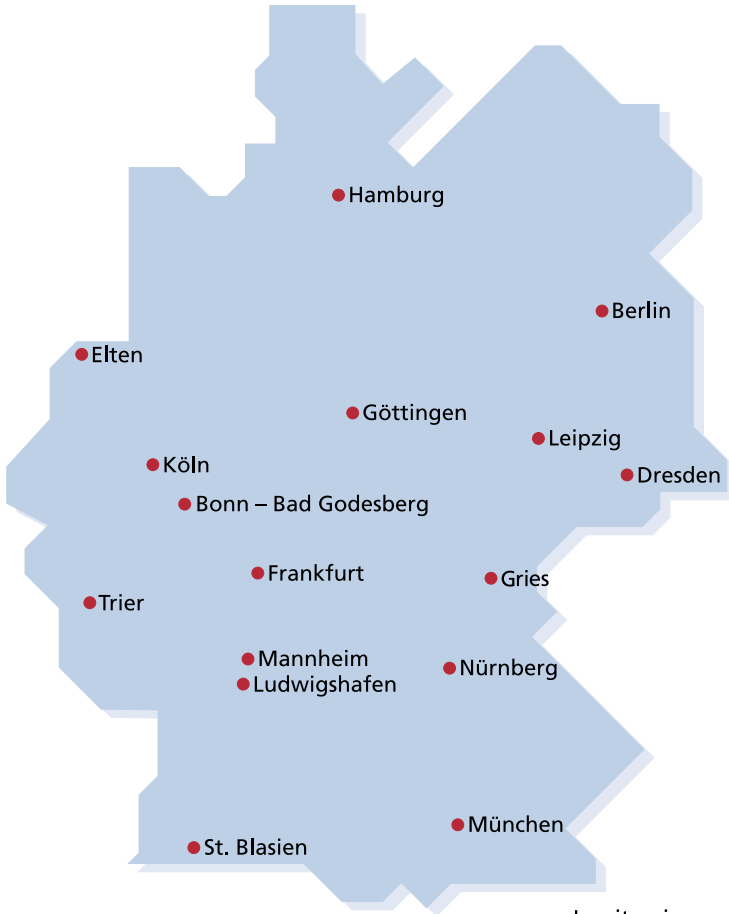 Hamburg
Berlin
Elten
Göttingen
Leipzig
Köln
Dresden
Bonn – Bad Godesberg
Frankfurt
Gries
Trier
Mannheim
Nürnberg
Ludwigshafen
München
St. Blasien